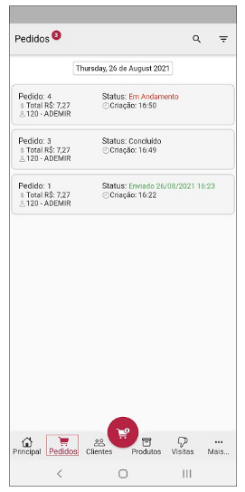 Pedidos 3
Thursday, 26 de August 2021
Pedido: 4 Status: Em Andamento
$ Total R$: 7,27 Criação: 16:50
120 - ADEMIR
Pedido: 3 Status: Concluído
$ Total R$: 7,27 Criação: 16:49
120 - ADEMIR
Pedido: 1 Status: Enviado 26/08/2021 16:23
$ Total R$: 7,27 Criação: 16:22
120 - ADEMIR
Principal Pedidos Clientes Produtos Visitas Mais...